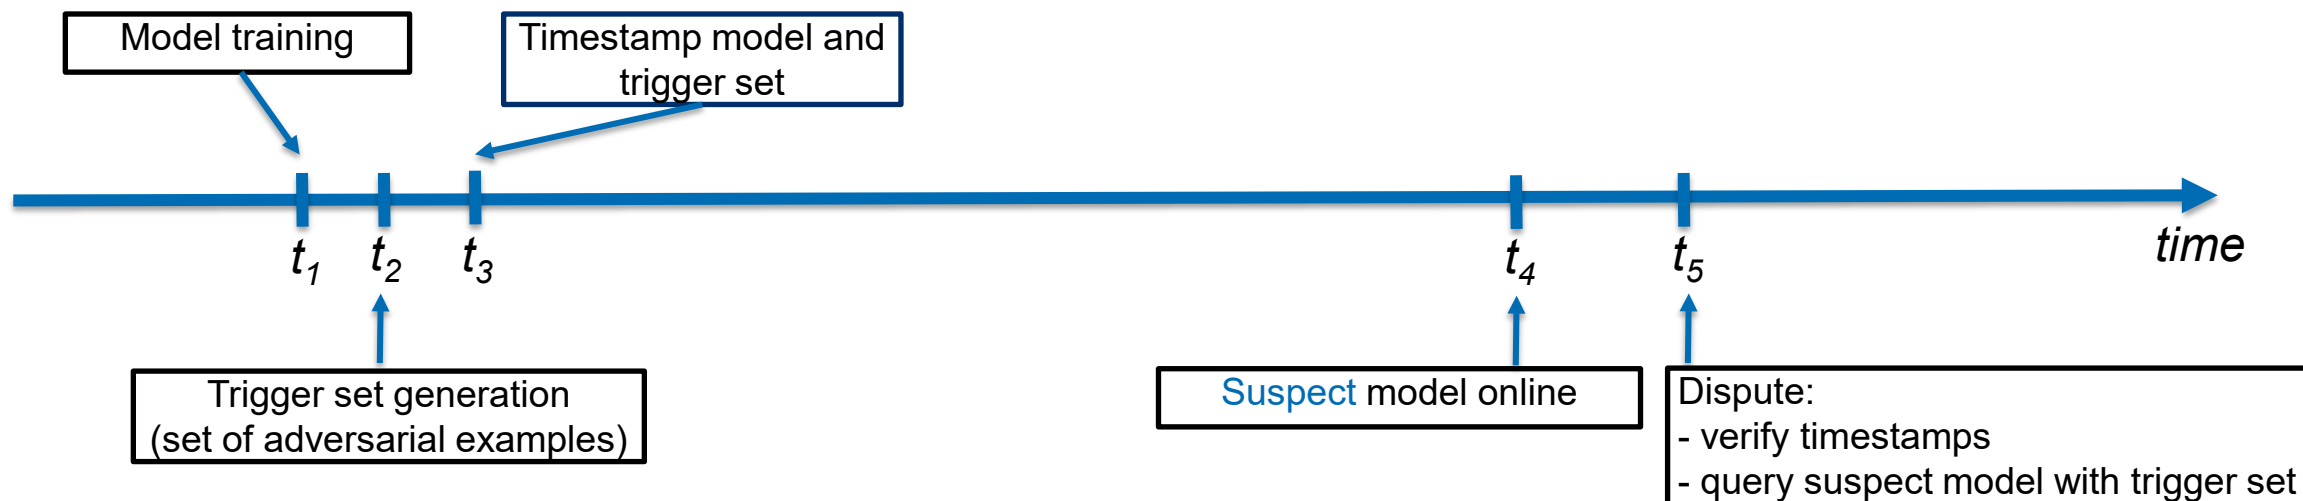 Model training
Timestamp model and
trigger set
t1
t2
t3
t4
t5
time
Trigger set generation
(set of adversarial examples)
Suspect model online
Dispute:
- verify timestamps
- query suspect model with trigger set